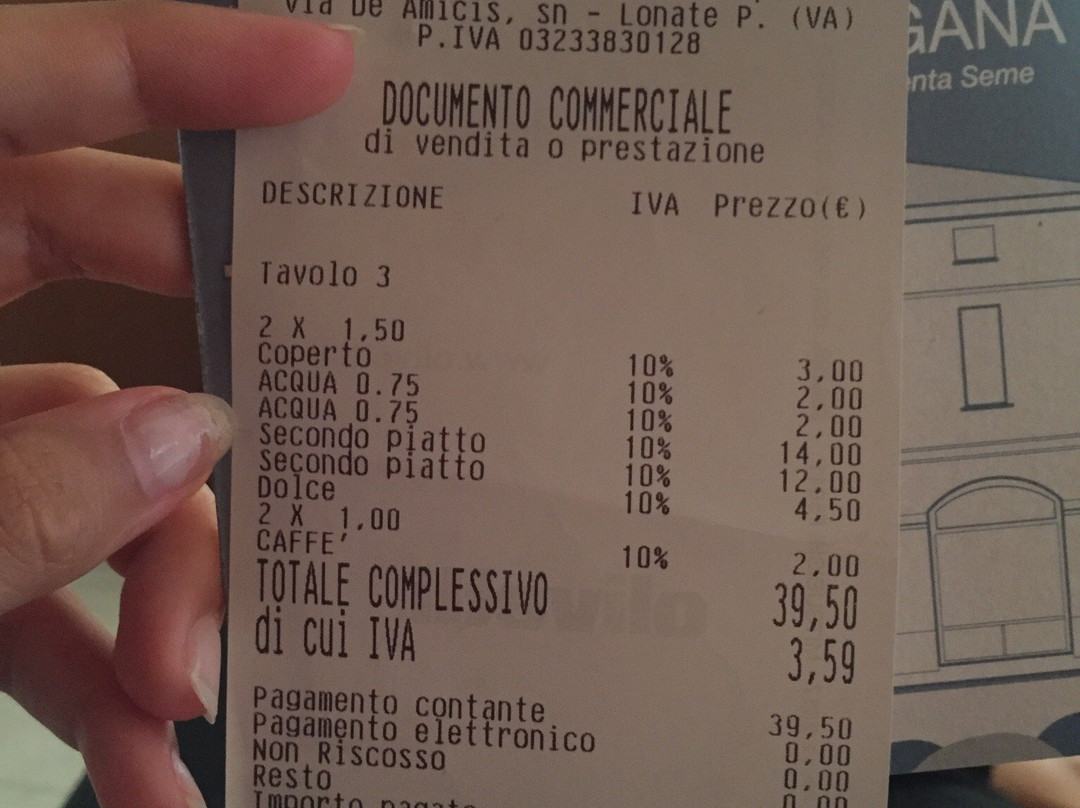 Via De Amicis, sn - Lonate P. (VA)
P.IVA 03233830128
DOCUMENTO COMMERCIALE
di vendita o prestazione
DESCRIZIONE IVA Prezzo(€)
Tavolo 3
2 X 1,50
Coperto 10% 3,00
ACQUA 0.75 10% 2,00
ACQUA 0.75 10% 2,00
Secondo piatto 10% 14,00
Secondo piatto 10% 12,00
Dolce 10% 4,50
2 X 1,00
CAFFE' 10% 2,00
TOTALE COMPLESSIVO 39,50
di cui IVA 3,59
Pagamento contante 39,50
Pagamento elettronico 0,00
Non Riscosso 0,00
Resto 0,00
Importo pagato
GANA
enta Seme